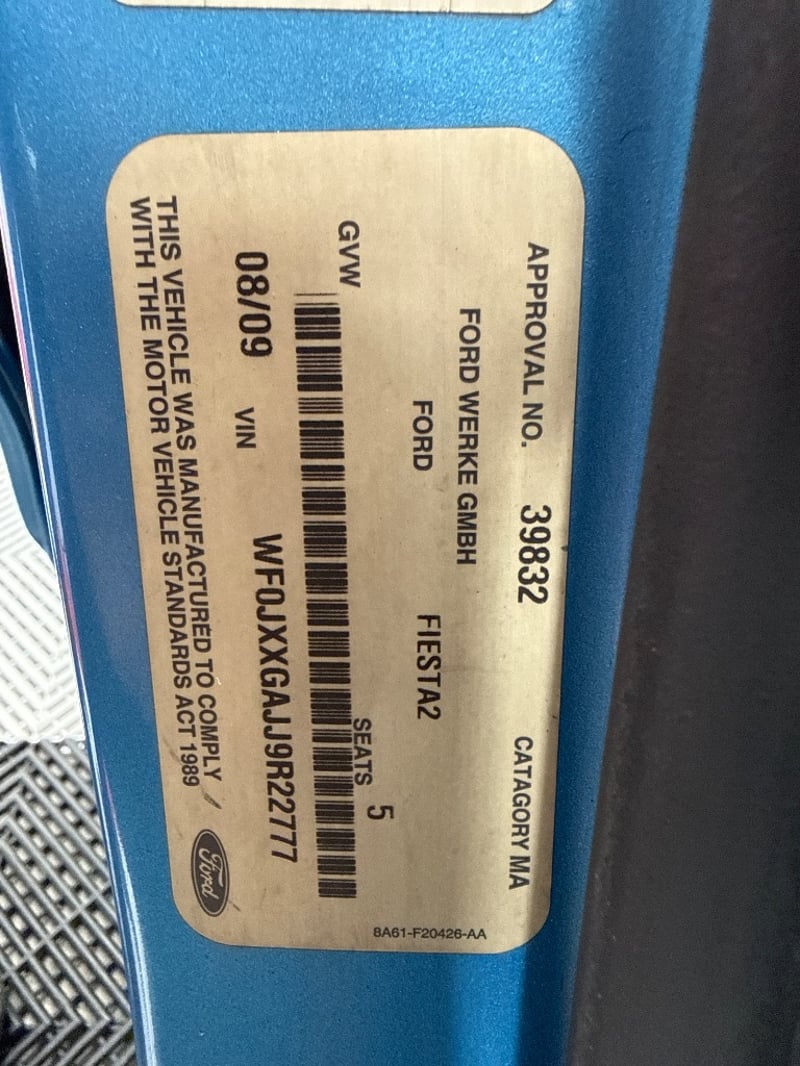 APPROVAL NO. 39832 CATAGORY MA
FORD WERKE GMBH
FORD FIESTA2
GVW SEATS 5
08/09 VIN WF0JXXGAJJ9R22777
THIS VEHICLE WAS MANUFACTURED TO COMPLY
WITH THE MOTOR VEHICLE STANDARDS ACT 1989
Ford
8A61-F20426-AA